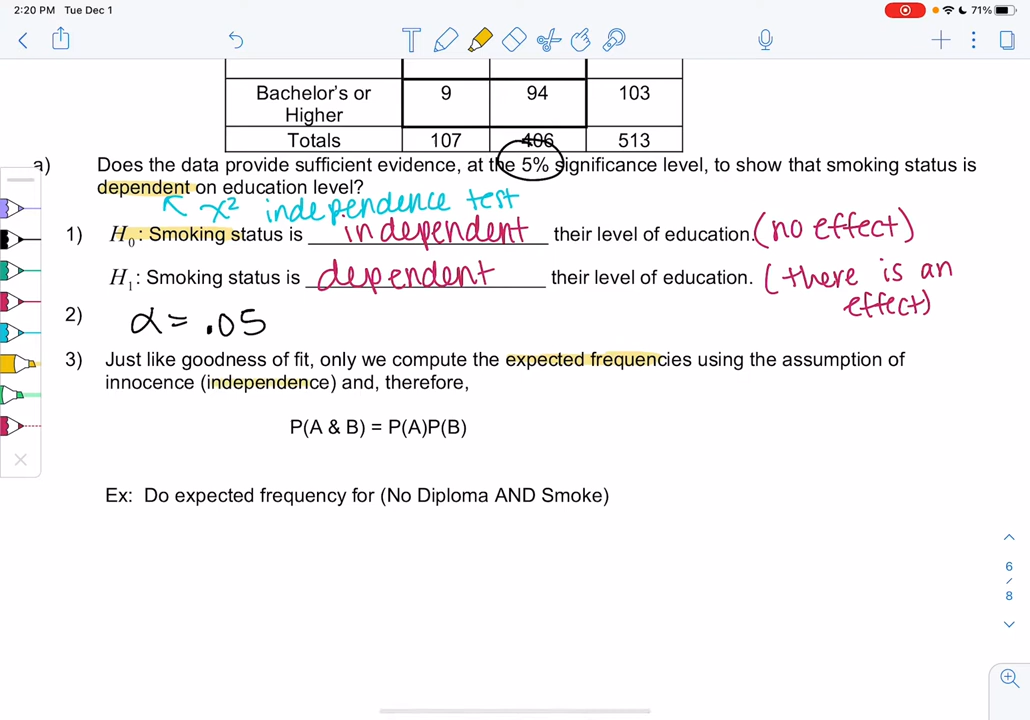 2:20 PM Tue Dec 1
71%
Bachelor's or Higher 9 94 103
Totals 107 406 513
a) Does the data provide sufficient evidence, at the 5% significance level, to show that smoking status is
dependent on education level?
χ² independence test
1) H₀: Smoking status is independent their level of education. (no effect)
H₁: Smoking status is dependent their level of education. (there is an
effect)
2) α = .05
3) Just like goodness of fit, only we compute the expected frequencies using the assumption of
innocence (independence) and, therefore,
P(A & B) = P(A)P(B)
Ex: Do expected frequency for (No Diploma AND Smoke)
6
/
8